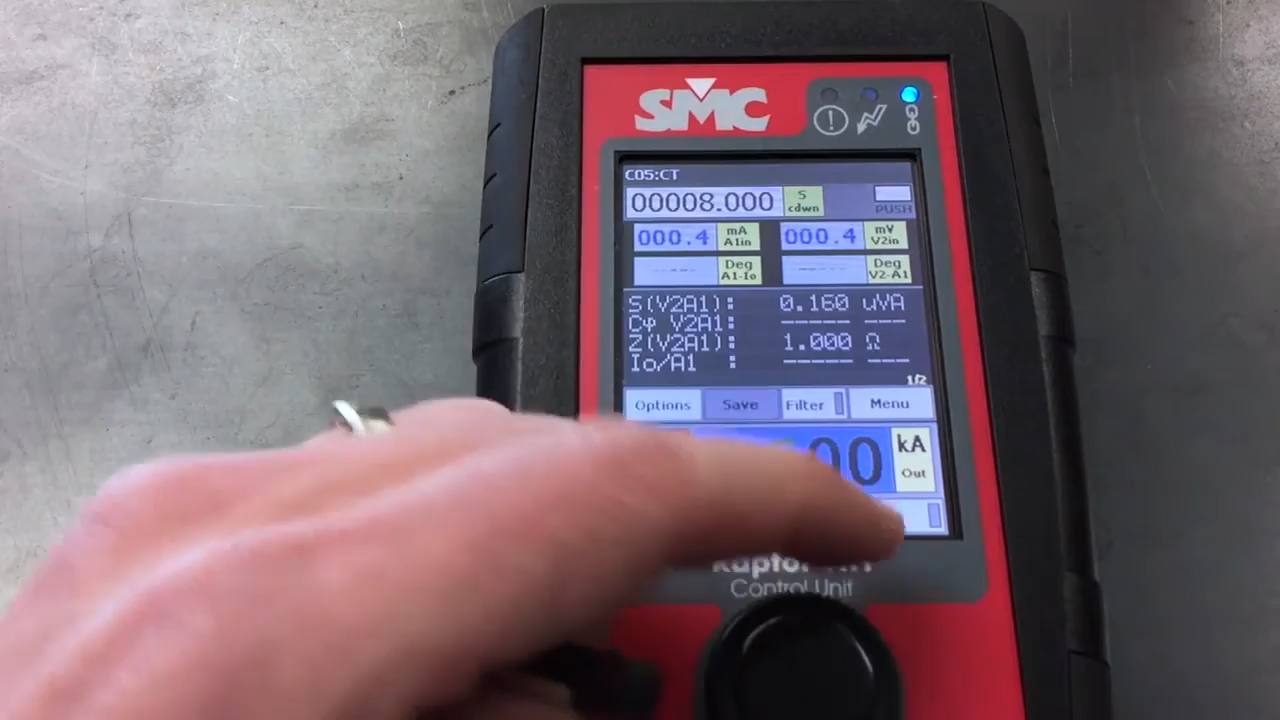 SMC
C05:CT
00008.000 S cdwn PUSH
000.4 mA A1in 000.4 mV V2in
----- Deg A1-Io ----- Deg V2-A1
S(V2A1): 0.160 uVA
Cφ V2A1: ----- ---
Z(V2A1): 1.000 Ω
Io/A1 : ----- ---
1/2
Options Save Filter Menu
00 kA Out
Control Unit